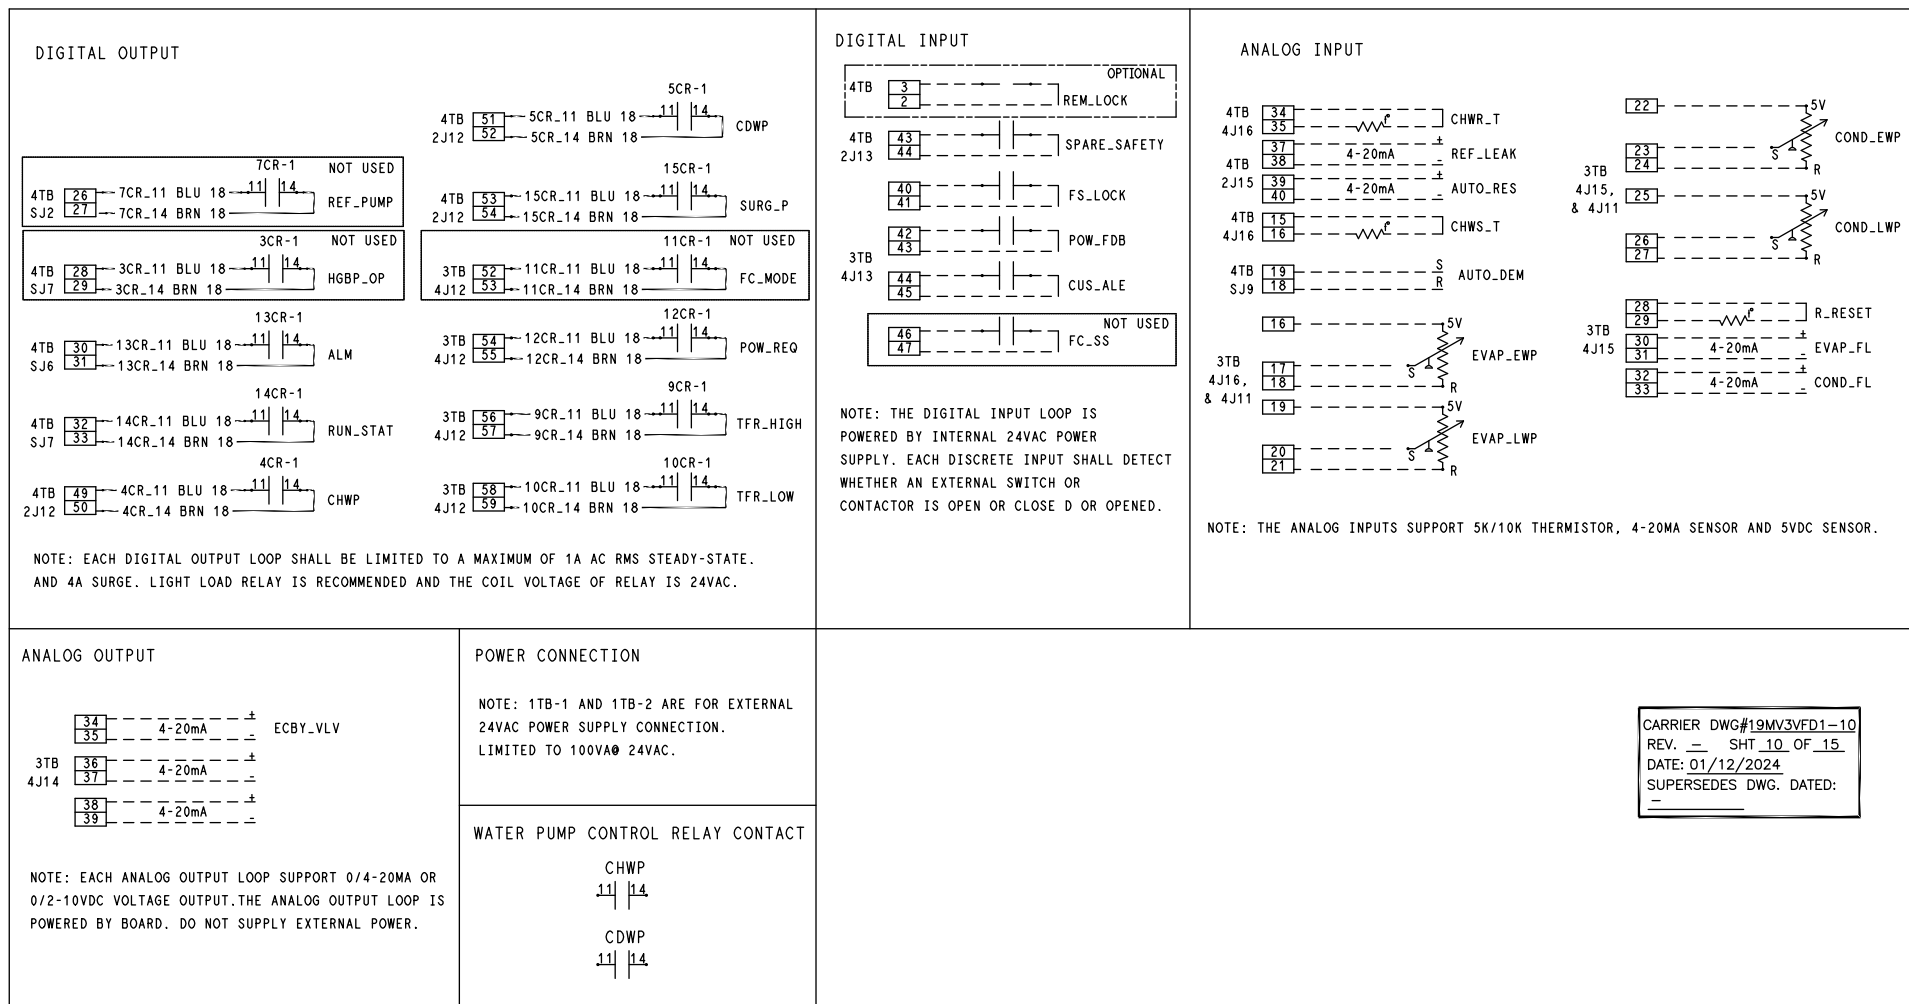 DIGITAL OUTPUT
7CR-1 NOT USED
4TB 26 7CR_11 BLU 18 11 14
SJ2 27 7CR_14 BRN 18 REF_PUMP
3CR-1 NOT USED
4TB 28 3CR_11 BLU 18 11 14
SJ7 29 3CR_14 BRN 18 HGBP_OP
13CR-1
4TB 30 13CR_11 BLU 18 11 14
SJ6 31 13CR_14 BRN 18 ALM
14CR-1
4TB 32 14CR_11 BLU 18 11 14
SJ7 33 14CR_14 BRN 18 RUN_STAT
4CR-1
4TB 49 4CR_11 BLU 18 11 14
2J12 50 4CR_14 BRN 18 CHWP
5CR-1
4TB 51 5CR_11 BLU 18 11 14
2J12 52 5CR_14 BRN 18 CDWP
15CR-1
4TB 53 15CR_11 BLU 18 11 14
2J12 54 15CR_14 BRN 18 SURG_P
11CR-1 NOT USED
3TB 52 11CR_11 BLU 18 11 14
4J12 53 11CR_14 BRN 18 FC_MODE
12CR-1
3TB 54 12CR_11 BLU 18 11 14
4J12 55 12CR_14 BRN 18 POW_REQ
9CR-1
3TB 56 9CR_11 BLU 18 11 14
4J12 57 9CR_14 BRN 18 TFR_HIGH
10CR-1
3TB 58 10CR_11 BLU 18 11 14
4J12 59 10CR_14 BRN 18 TFR_LOW
NOTE: EACH DIGITAL OUTPUT LOOP SHALL BE LIMITED TO A MAXIMUM OF 1A AC RMS STEADY-STATE.
AND 4A SURGE. LIGHT LOAD RELAY IS RECOMMENDED AND THE COIL VOLTAGE OF RELAY IS 24VAC.
DIGITAL INPUT
OPTIONAL
4TB 3
2 REM_LOCK
4TB 43
2J13 44 SPARE_SAFETY
40
41 FS_LOCK
42
43 POW_FDB
3TB
4J13
44
45 CUS_ALE
NOT USED
46
47 FC_SS
NOTE: THE DIGITAL INPUT LOOP IS
POWERED BY INTERNAL 24VAC POWER
SUPPLY. EACH DISCRETE INPUT SHALL DETECT
WHETHER AN EXTERNAL SWITCH OR
CONTACTOR IS OPEN OR CLOSE D OR OPENED.
ANALOG INPUT
4TB 34
4J16 35 CHWR_T
37 +
4TB 38 4-20mA - REF_LEAK
2J15 39 +
40 4-20mA - AUTO_RES
4TB 15
4J16 16 CHWS_T
4TB 19 S
SJ9 18 R AUTO_DEM
16 5V
3TB 17 S EVAP_EWP
4J16, 18 R
& 4J11 19 5V
20 S EVAP_LWP
21 R
22 5V
23 S COND_EWP
24 R
3TB
4J15,
& 4J11
25 5V
26 S COND_LWP
27 R
28
29 R_RESET
3TB 30 +
4J15 31 4-20mA - EVAP_FL
32 +
33 4-20mA - COND_FL
NOTE: THE ANALOG INPUTS SUPPORT 5K/10K THERMISTOR, 4-20MA SENSOR AND 5VDC SENSOR.
ANALOG OUTPUT
34 +
35 4-20mA - ECBY_VLV
3TB 36 +
4J14 37 4-20mA -
38 +
39 4-20mA -
NOTE: EACH ANALOG OUTPUT LOOP SUPPORT 0/4-20MA OR
0/2-10VDC VOLTAGE OUTPUT.THE ANALOG OUTPUT LOOP IS
POWERED BY BOARD. DO NOT SUPPLY EXTERNAL POWER.
POWER CONNECTION
NOTE: 1TB-1 AND 1TB-2 ARE FOR EXTERNAL
24VAC POWER SUPPLY CONNECTION.
LIMITED TO 100VA@ 24VAC.
WATER PUMP CONTROL RELAY CONTACT
CHWP
11 14
CDWP
11 14
CARRIER DWG#19MV3VFD1-10
REV. - SHT 10 OF 15
DATE: 01/12/2024
SUPERSEDES DWG. DATED:
-